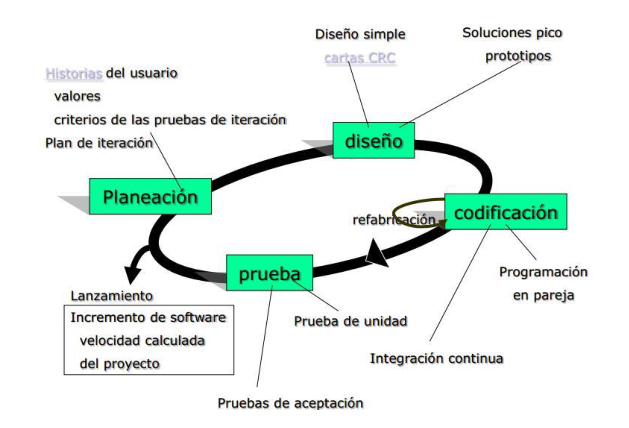 Diseño simple
cartas CRC
Soluciones pico
prototipos
Historias del usuario
valores
criterios de las pruebas de iteración
Plan de iteración
diseño
Planeación
codificación
refabricación
prueba
Programación
en pareja
Lanzamiento
Incremento de software
velocidad calculada
del proyecto
Prueba de unidad
Integración continua
Pruebas de aceptación